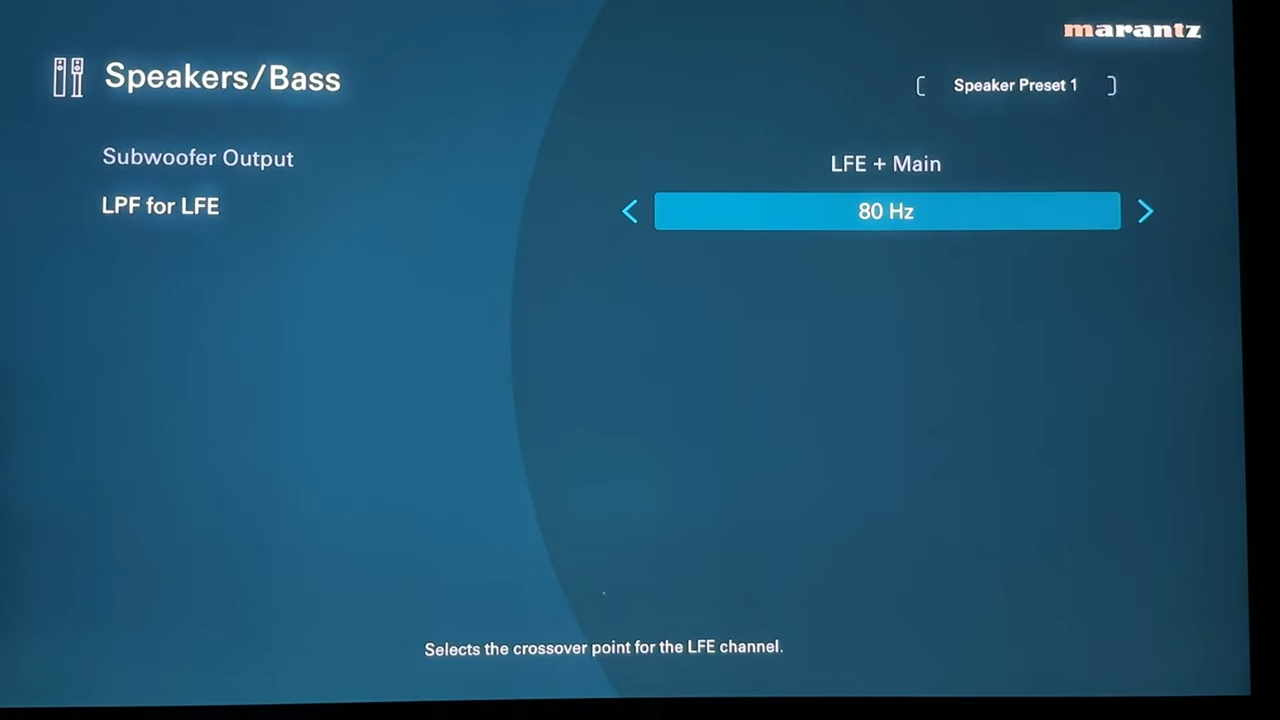 marantz
Speakers/Bass
Speaker Preset 1
Subwoofer Output
LFE + Main
LPF for LFE
80 Hz
Selects the crossover point for the LFE channel.